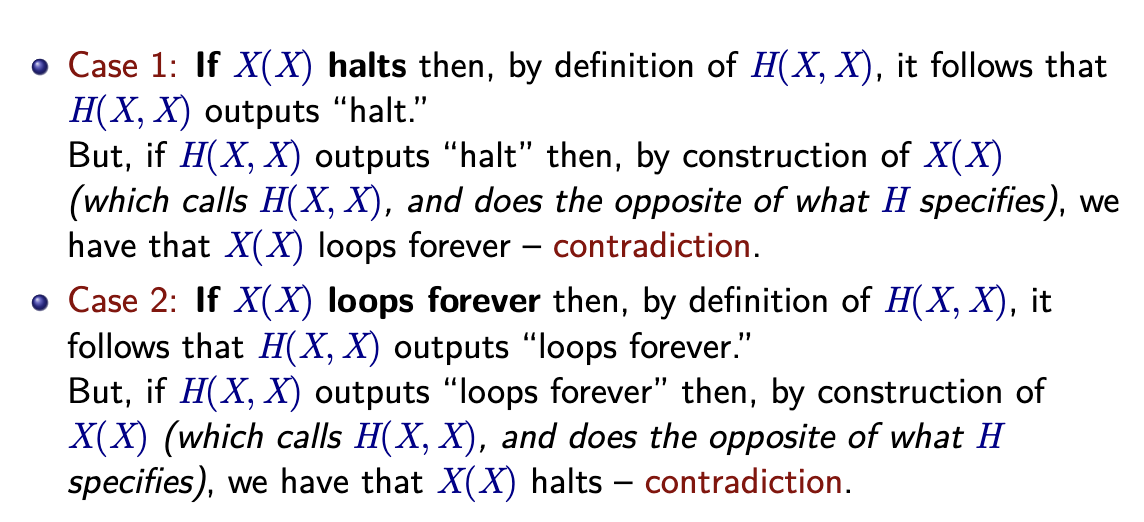 • Case 1: If X(X) halts then, by definition of H(X, X), it follows that
H(X, X) outputs “halt.”
But, if H(X, X) outputs “halt” then, by construction of X(X)
(which calls H(X, X), and does the opposite of what H specifies), we
have that X(X) loops forever – contradiction.
• Case 2: If X(X) loops forever then, by definition of H(X, X), it
follows that H(X, X) outputs “loops forever.”
But, if H(X, X) outputs “loops forever” then, by construction of
X(X) (which calls H(X, X), and does the opposite of what H
specifies), we have that X(X) halts – contradiction.